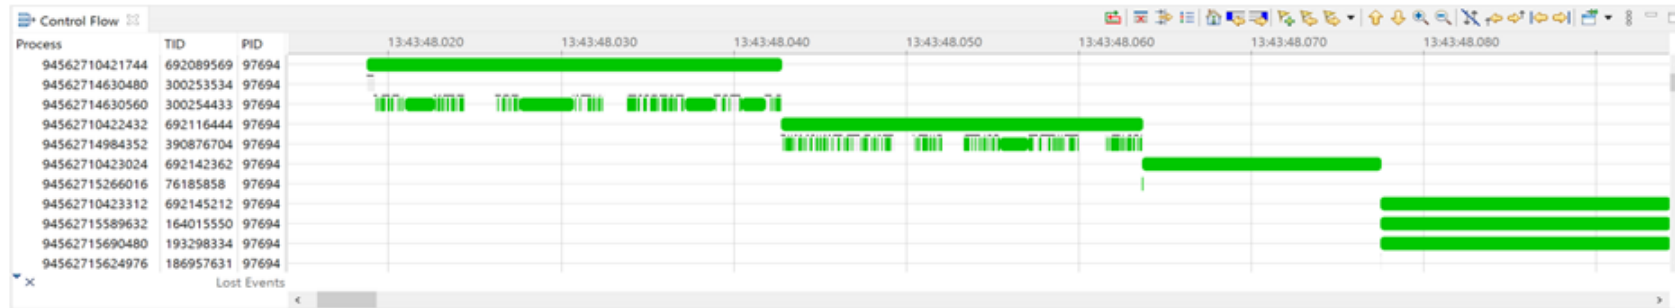 Control Flow
Process TID PID 13:43:48.020 13:43:48.030 13:43:48.040 13:43:48.050 13:43:48.060 13:43:48.070 13:43:48.080
94562710421744 692089569 97694
94562714630480 300253534 97694
94562714630560 300254433 97694
94562710422432 692116444 97694
94562714984352 390876704 97694
94562710423024 692142362 97694
94562715266016 76185858 97694
94562710423312 692145212 97694
94562715589632 164015550 97694
94562715690480 193298334 97694
94562715624976 186957631 97694
Lost Events